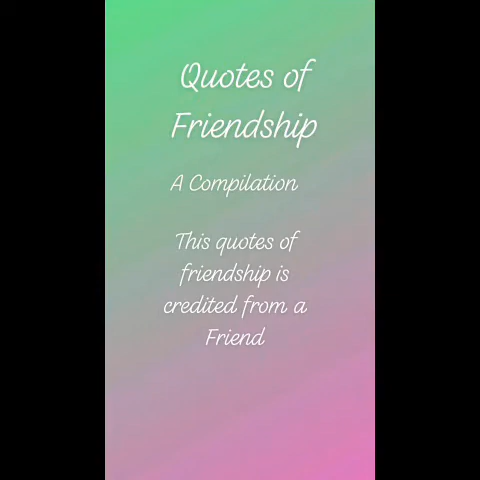 Quotes of
Friendship
A Compilation
This quotes of
friendship is
credited from a
Friend